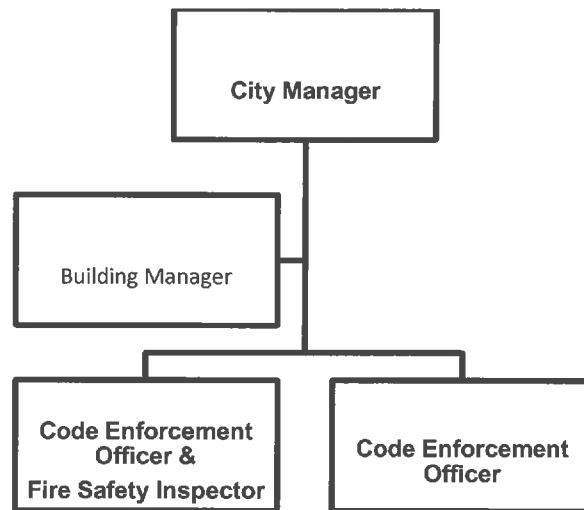 City Manager
Building Manager
Code Enforcement
Officer &
Fire Safety Inspector
Code Enforcement
Officer